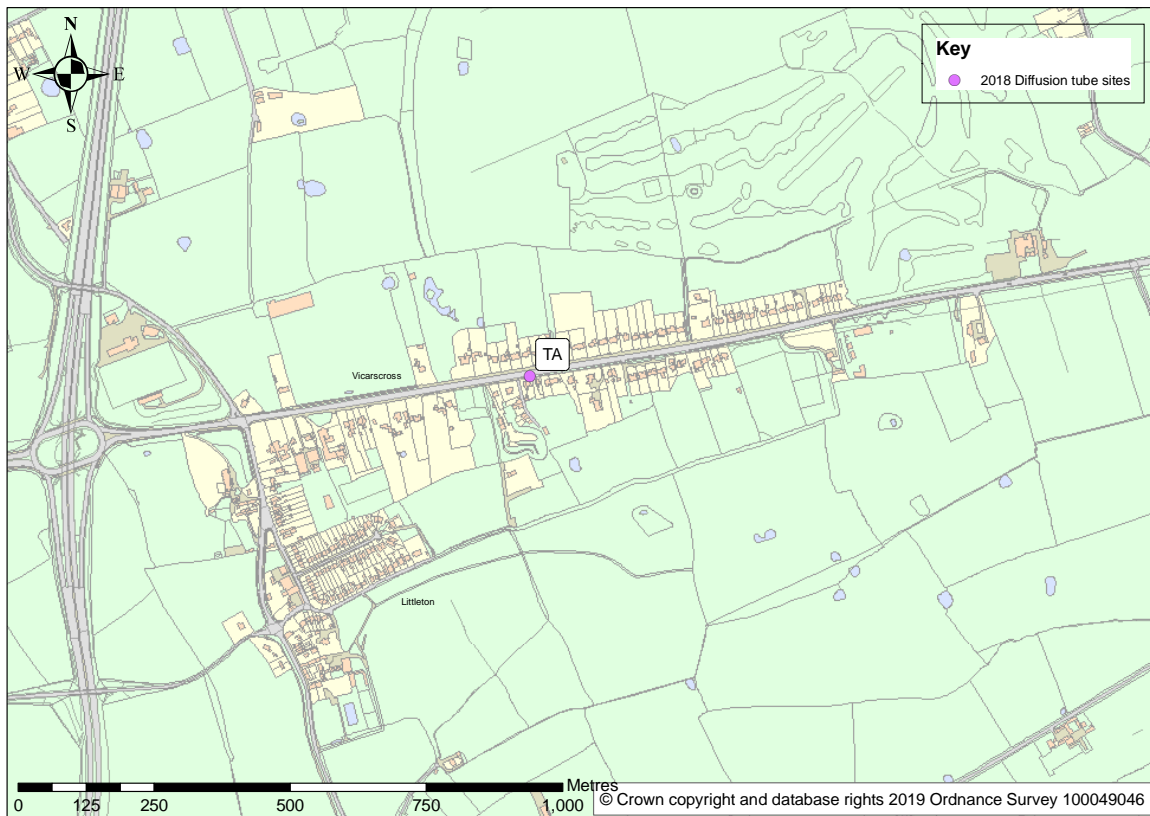 N
W E
S
Key
2018 Diffusion tube sites
TA
Vicarscross
Littleton
Metres
0 125 250 500 750 1,000
© Crown copyright and database rights 2019 Ordnance Survey 100049046